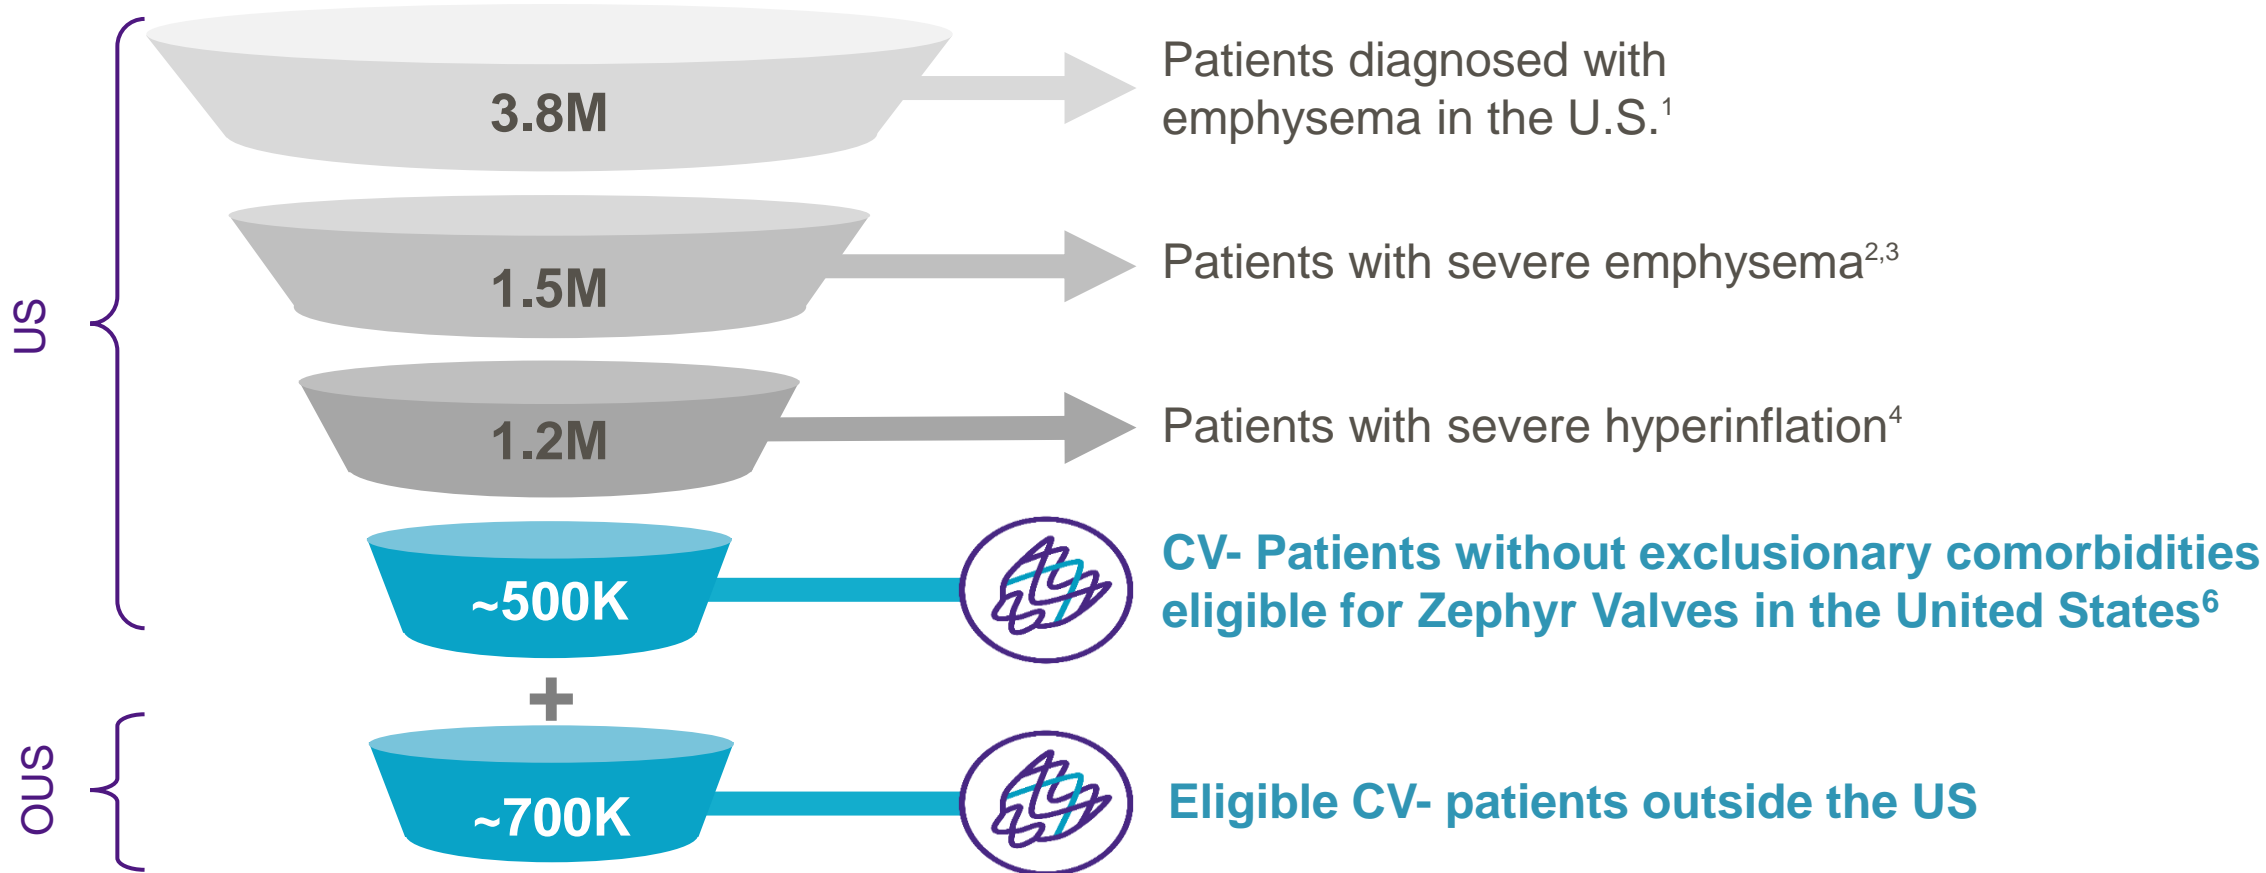 US
3.8M
Patients diagnosed with
emphysema in the U.S.1
1.5M
Patients with severe emphysema2,3
1.2M
Patients with severe hyperinflation4
~500K
CV- Patients without exclusionary comorbidities
eligible for Zephyr Valves in the United States6
+
OUS
~700K
Eligible CV- patients outside the US